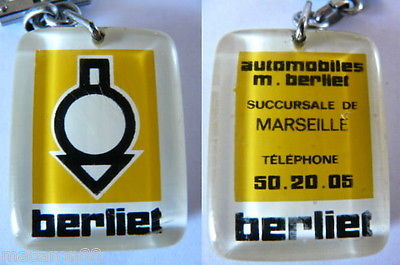 berliet
automobiles
m. berliet
SUCCURSALE DE
MARSEILLE
TÉLÉPHONE
50.20.05
berliet